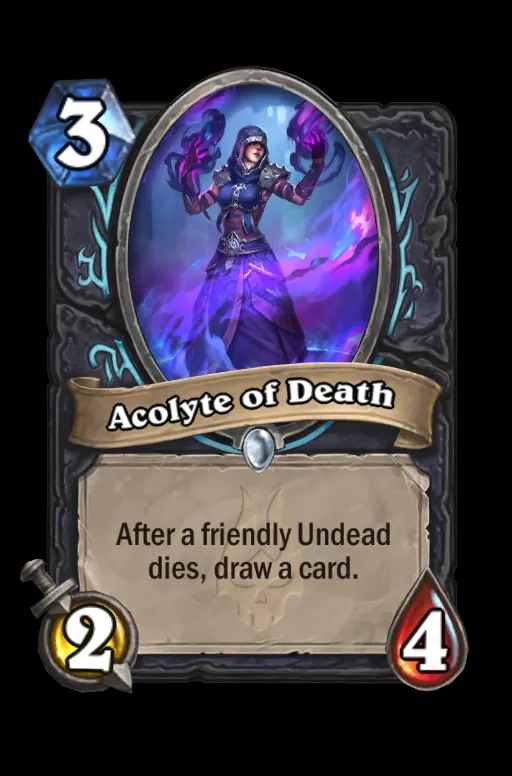 3
Acolyte of Death
After a friendly Undead
dies, draw a card.
2
4